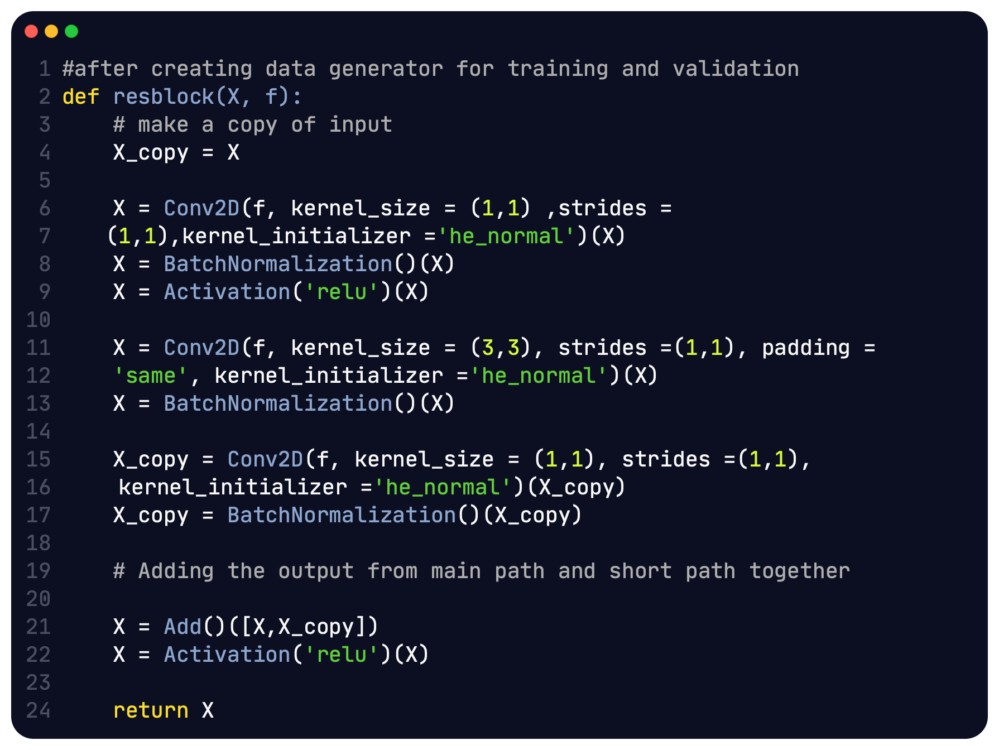 1 #after creating data generator for training and validation
2 def resblock(X, f):
3     # make a copy of input
4     X_copy = X
5
6     X = Conv2D(f, kernel_size = (1,1) ,strides =
7    (1,1),kernel_initializer ='he_normal')(X)
8     X = BatchNormalization()(X)
9     X = Activation('relu')(X)
10
11     X = Conv2D(f, kernel_size = (3,3), strides =(1,1), padding =
12     'same', kernel_initializer ='he_normal')(X)
13     X = BatchNormalization()(X)
14
15     X_copy = Conv2D(f, kernel_size = (1,1), strides =(1,1),
16     kernel_initializer ='he_normal')(X_copy)
17     X_copy = BatchNormalization()(X_copy)
18
19     # Adding the output from main path and short path together
20
21     X = Add()([X,X_copy])
22     X = Activation('relu')(X)
23
24     return X